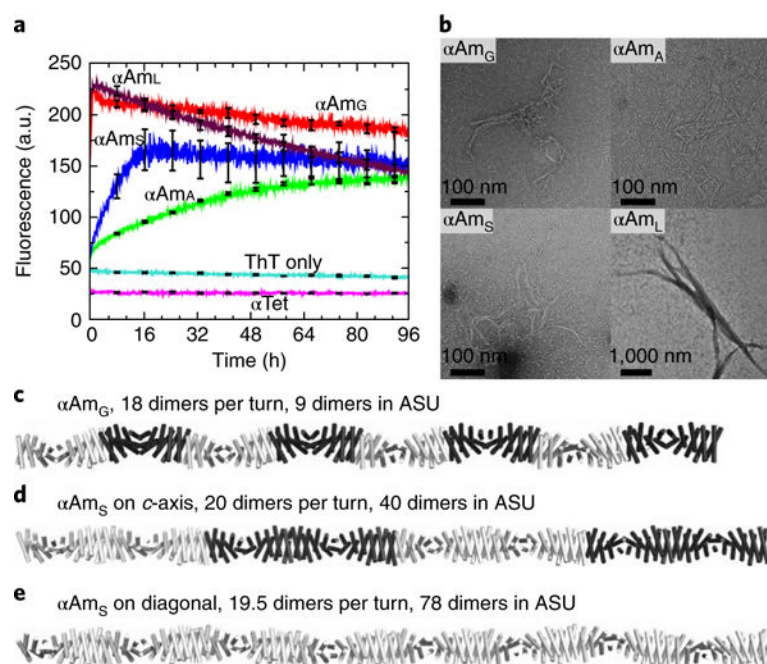 a
Fluorescence (a.u.)
250
200
150
100
50
0
αAmL
αAmG
αAmS
αAmA
ThT only
αTet
0 16 32 48 64 80 96
Time (h)
b
αAmG
100 nm
αAmA
100 nm
αAmS
100 nm
αAmL
1,000 nm
c
αAmG, 18 dimers per turn, 9 dimers in ASU
d
αAmS on c-axis, 20 dimers per turn, 40 dimers in ASU
e
αAmS on diagonal, 19.5 dimers per turn, 78 dimers in ASU